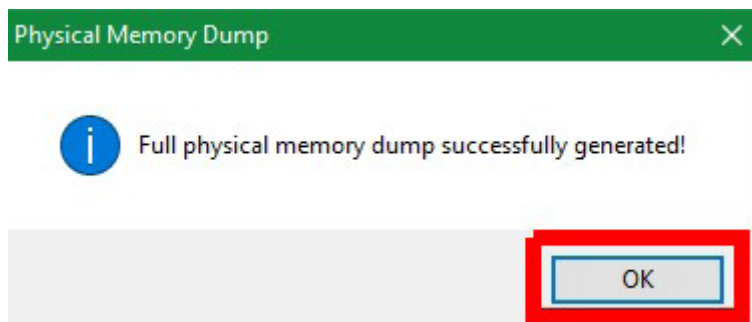 Physical Memory Dump
Full physical memory dump successfully generated!
OK